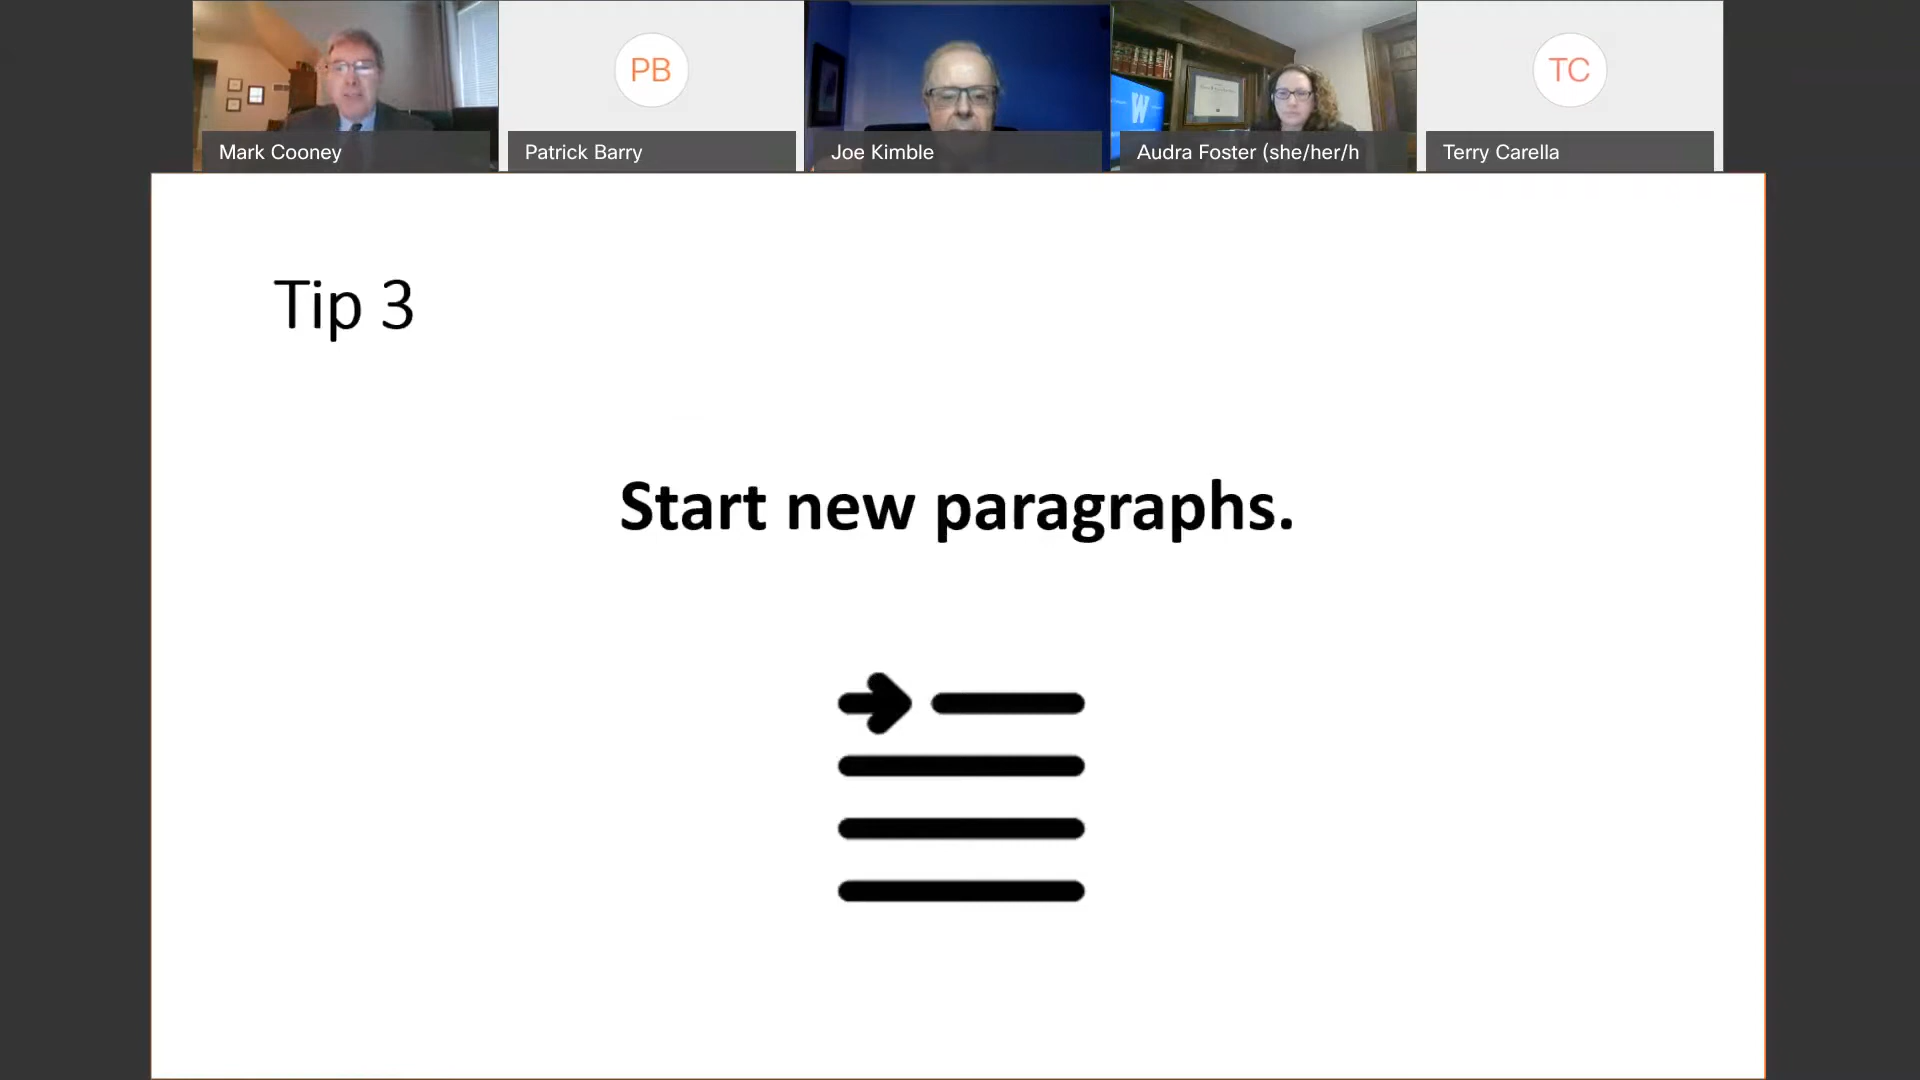 PB
TC
W
Mark Cooney
Patrick Barry
Joe Kimble
Audra Foster (she/her/h
Terry Carella
Tip 3
Start new paragraphs.